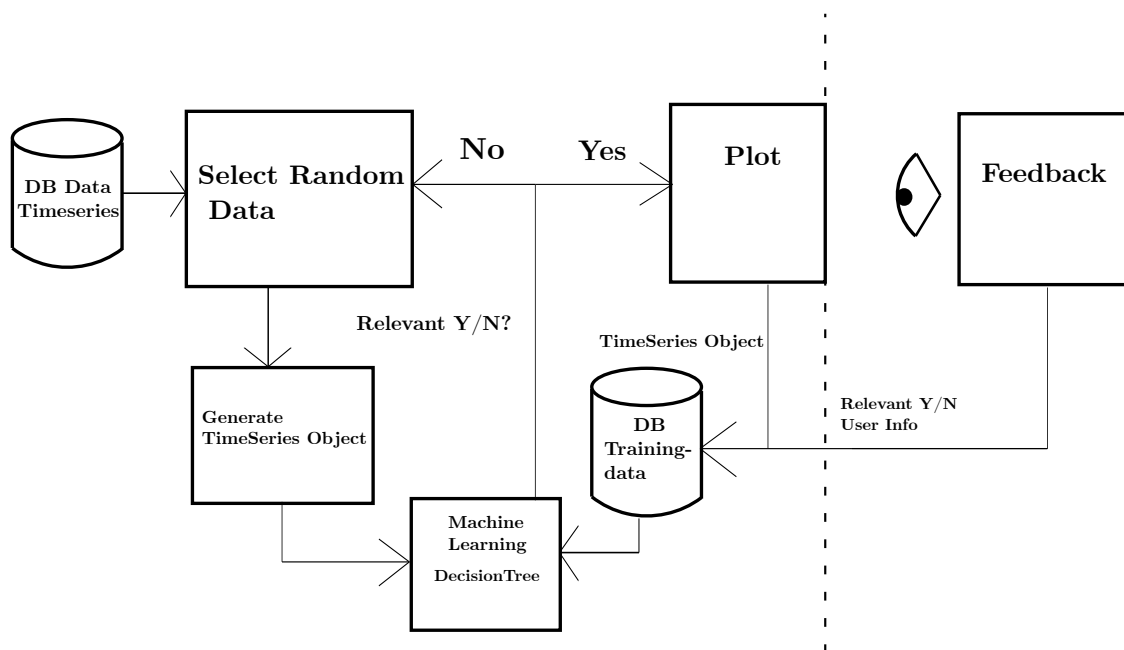 No
Yes
Plot
Select Random
Data
Feedback
DB Data
Timeseries
Relevant Y/N?
TimeSeries Object
Generate
TimeSeries Object
DB
Training-
data
Relevant Y/N
User Info
Machine
Learning
DecisionTree